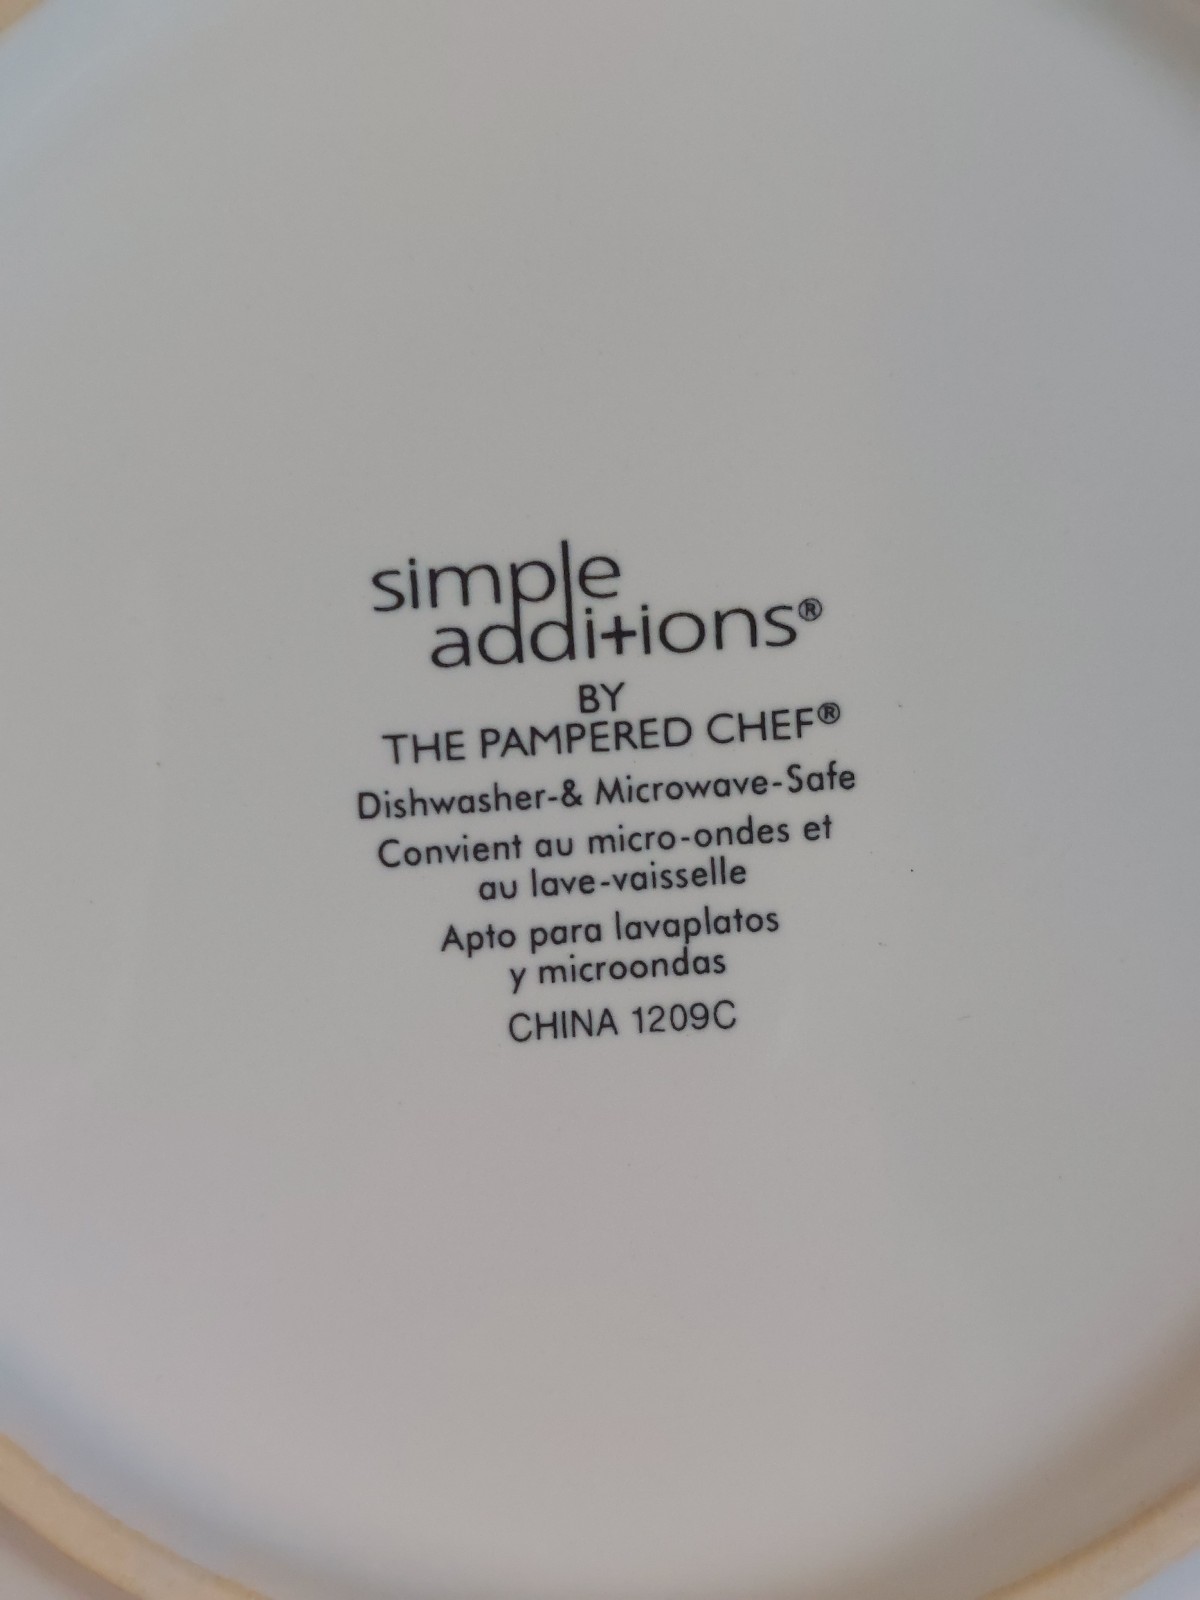 simple
additions®
BY
THE PAMPERED CHEF®
Dishwasher-& Microwave-Safe
Convient au micro-ondes et
au lave-vaisselle
Apto para lavaplatos
y microondas
CHINA 1209C